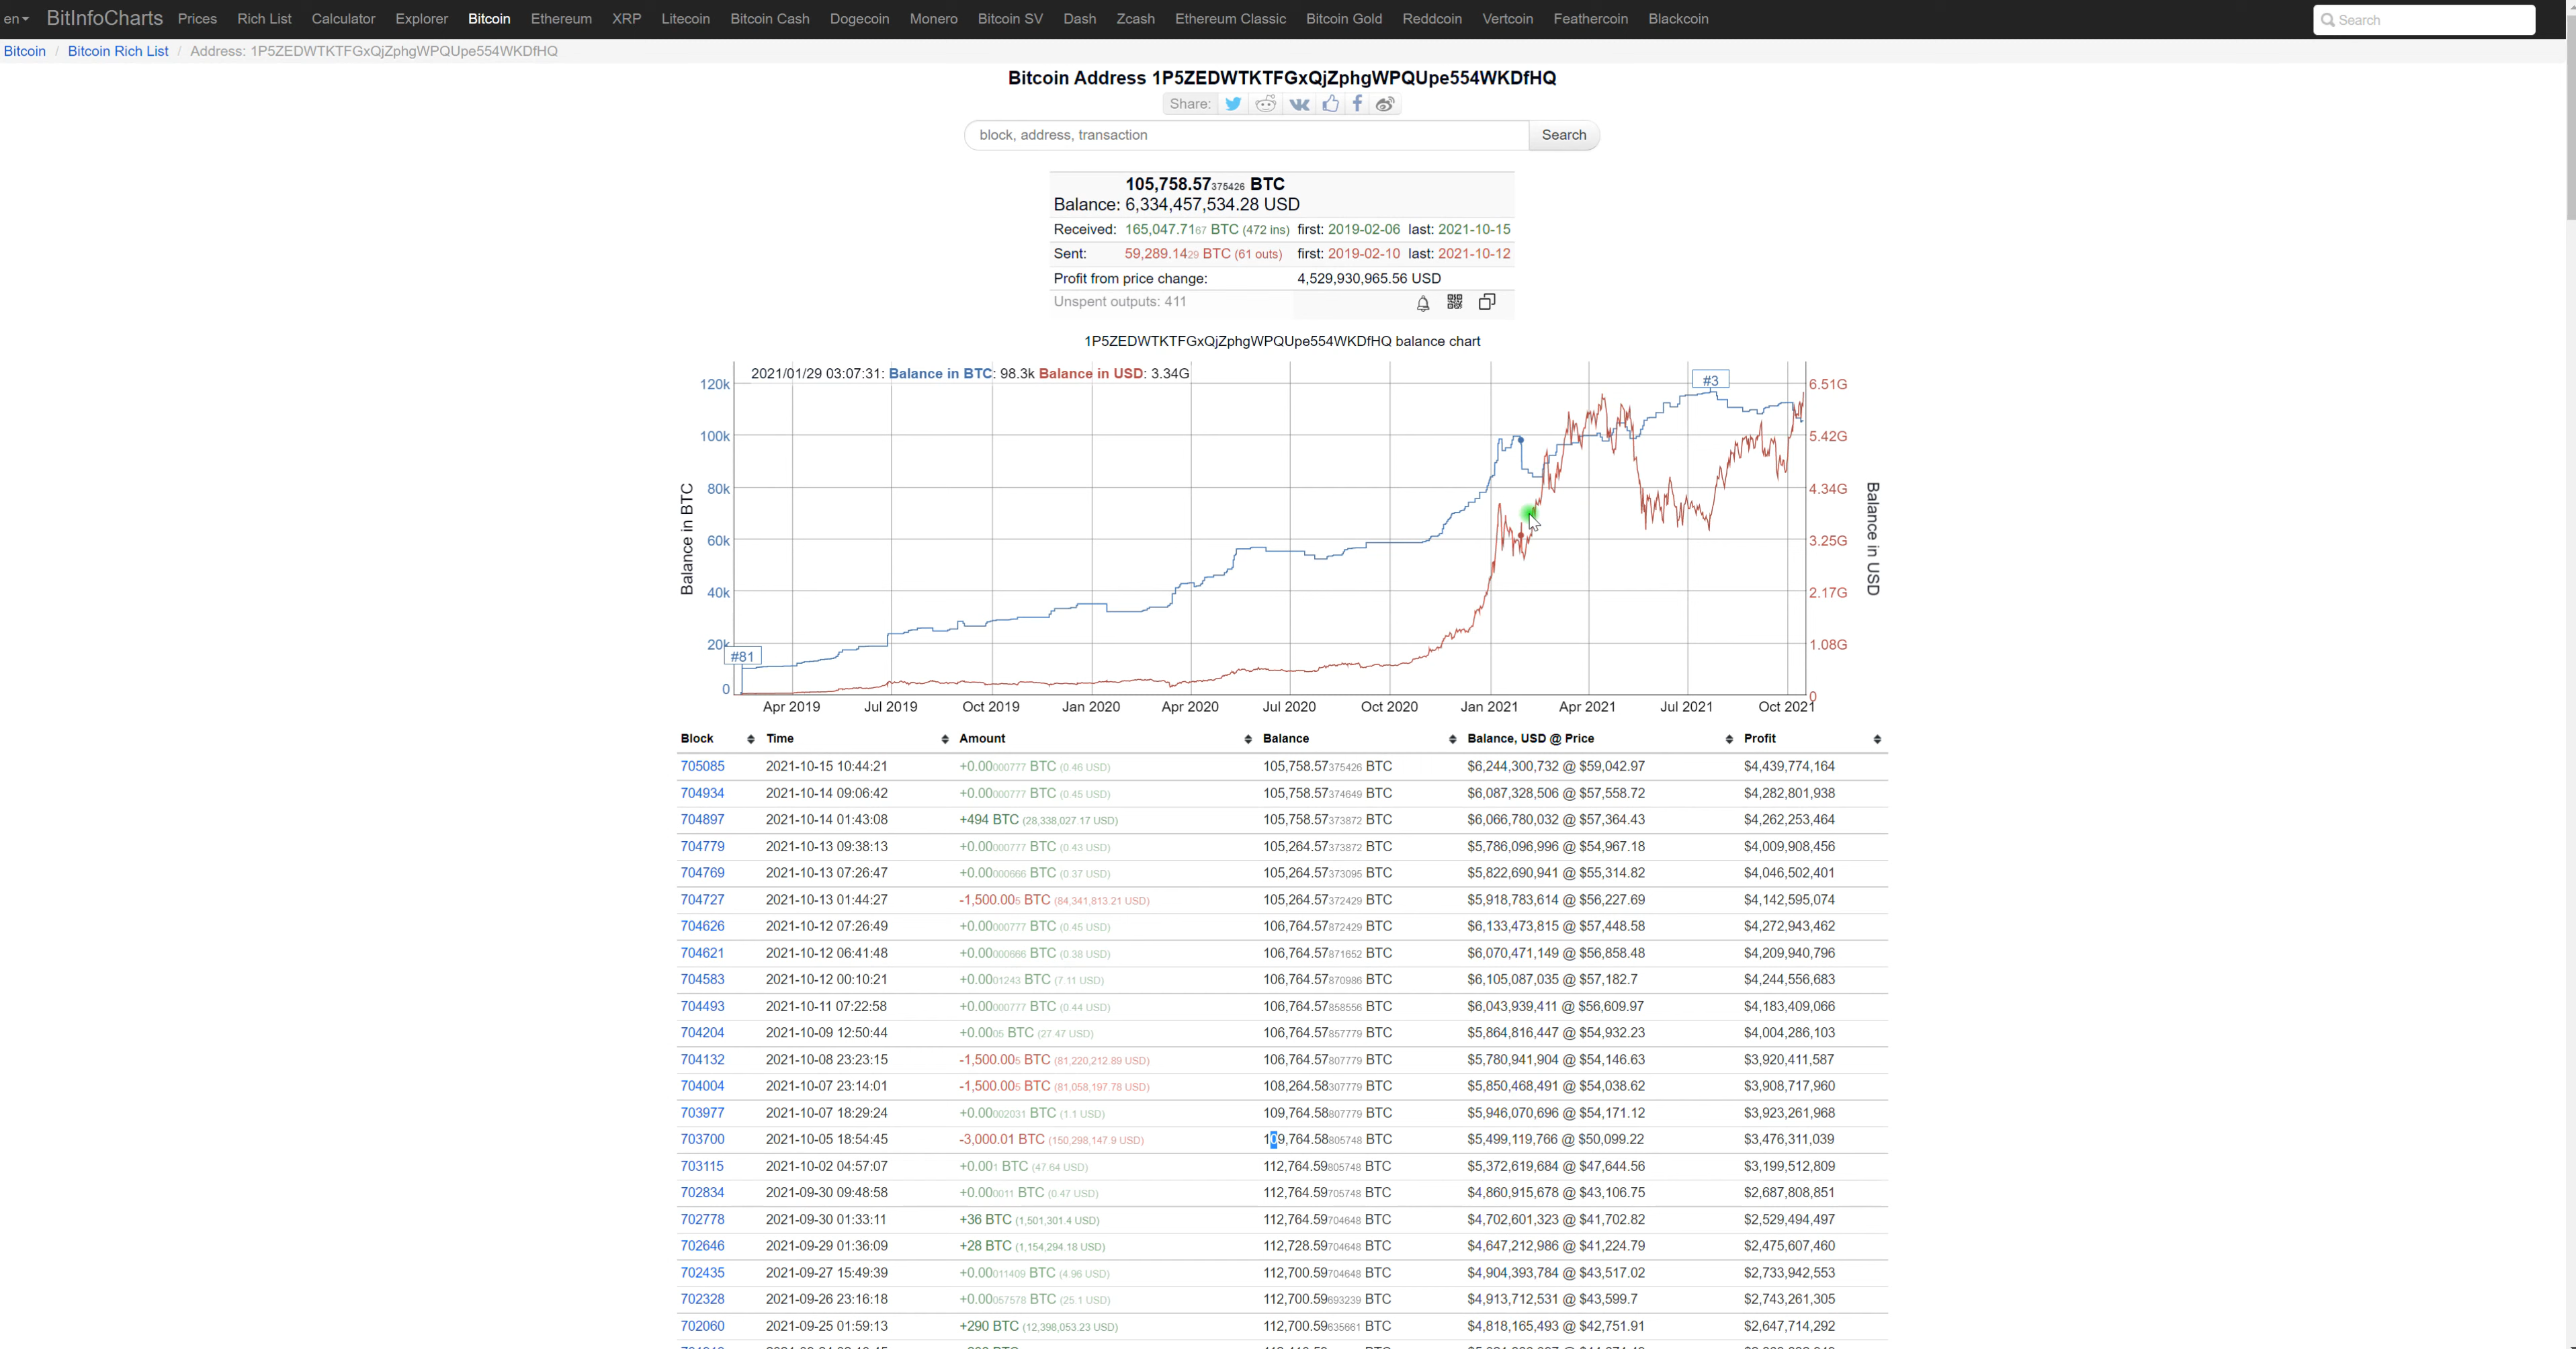 en BitInfoCharts Prices Rich List Calculator Explorer Bitcoin Ethereum XRP Litecoin Bitcoin Cash Dogecoin Monero Bitcoin SV Dash Zcash Ethereum Classic Bitcoin Gold Reddcoin Vertcoin Feathercoin Blackcoin Search
Bitcoin / Bitcoin Rich List / Address: 1P5ZEDWTKTFGxQjZphgWPQUpe554WKDfHQ
Bitcoin Address 1P5ZEDWTKTFGxQjZphgWPQUpe554WKDfHQ
Share:
block, address, transaction Search
105,758.57375426 BTC
Balance: 6,334,457,534.28 USD
Received: 165,047.7167 BTC (472 ins) first: 2019-02-06 last: 2021-10-15
Sent: 59,289.1429 BTC (61 outs) first: 2019-02-10 last: 2021-10-12
Profit from price change: 4,529,930,965.56 USD
Unspent outputs: 411
1P5ZEDWTKTFGxQjZphgWPQUpe554WKDfHQ balance chart
2021/01/29 03:07:31: Balance in BTC: 98.3k Balance in USD: 3.34G
#3
120k 6.51G
100k 5.42G
80k 4.34G
60k 3.25G
40k 2.17G
20k 1.08G
#81
0 0
Balance in BTC
Balance in USD
Apr 2019 Jul 2019 Oct 2019 Jan 2020 Apr 2020 Jul 2020 Oct 2020 Jan 2021 Apr 2021 Jul 2021 Oct 2021
Block Time Amount Balance Balance, USD @ Price Profit
705085 2021-10-15 10:44:21 +0.00000777 BTC (0.46 USD) 105,758.57375426 BTC $6,244,300,732 @ $59,042.97 $4,439,774,164
704934 2021-10-14 09:06:42 +0.00000777 BTC (0.45 USD) 105,758.57374649 BTC $6,087,328,506 @ $57,558.72 $4,282,801,938
704897 2021-10-14 01:43:08 +494 BTC (28,338,027.17 USD) 105,758.57373872 BTC $6,066,780,032 @ $57,364.43 $4,262,253,464
704779 2021-10-13 09:38:13 +0.00000777 BTC (0.43 USD) 105,264.57373872 BTC $5,786,096,996 @ $54,967.18 $4,009,908,456
704769 2021-10-13 07:26:47 +0.00000666 BTC (0.37 USD) 105,264.57373095 BTC $5,822,690,941 @ $55,314.82 $4,046,502,401
704727 2021-10-13 01:44:27 -1,500.005 BTC (84,341,813.21 USD) 105,264.57372429 BTC $5,918,783,614 @ $56,227.69 $4,142,595,074
704626 2021-10-12 07:26:49 +0.00000777 BTC (0.45 USD) 106,764.57872429 BTC $6,133,473,815 @ $57,448.58 $4,272,943,462
704621 2021-10-12 06:41:48 +0.00000666 BTC (0.38 USD) 106,764.57871652 BTC $6,070,471,149 @ $56,858.48 $4,209,940,796
704583 2021-10-12 00:10:21 +0.0001243 BTC (7.11 USD) 106,764.57870986 BTC $6,105,087,035 @ $57,182.7 $4,244,556,683
704493 2021-10-11 07:22:58 +0.00000777 BTC (0.44 USD) 106,764.57858556 BTC $6,043,939,411 @ $56,609.97 $4,183,409,066
704204 2021-10-09 12:50:44 +0.0005 BTC (27.47 USD) 106,764.57857779 BTC $5,864,816,447 @ $54,932.23 $4,004,286,103
704132 2021-10-08 23:23:15 -1,500.005 BTC (81,220,212.89 USD) 106,764.57807779 BTC $5,780,941,904 @ $54,146.63 $3,920,411,587
704004 2021-10-07 23:14:01 -1,500.005 BTC (81,058,197.78 USD) 108,264.58307779 BTC $5,850,468,491 @ $54,038.62 $3,908,717,960
703977 2021-10-07 18:29:24 +0.00002031 BTC (1.1 USD) 109,764.58807779 BTC $5,946,070,696 @ $54,171.12 $3,923,261,968
703700 2021-10-05 18:54:45 -3,000.01 BTC (150,298,147.9 USD) 109,764.58805748 BTC $5,499,119,766 @ $50,099.22 $3,476,311,039
703115 2021-10-02 04:57:07 +0.001 BTC (47.64 USD) 112,764.59805748 BTC $5,372,619,684 @ $47,644.56 $3,199,512,809
702834 2021-09-30 09:48:58 +0.000011 BTC (0.47 USD) 112,764.59705748 BTC $4,860,915,678 @ $43,106.75 $2,687,808,851
702778 2021-09-30 01:33:11 +36 BTC (1,501,301.4 USD) 112,764.59704648 BTC $4,702,601,323 @ $41,702.82 $2,529,494,497
702646 2021-09-29 01:36:09 +28 BTC (1,154,294.18 USD) 112,728.59704648 BTC $4,647,212,986 @ $41,224.79 $2,475,607,460
702435 2021-09-27 15:49:39 +0.00011409 BTC (4.96 USD) 112,700.59704648 BTC $4,904,393,784 @ $43,517.02 $2,733,942,553
702328 2021-09-26 23:16:18 +0.00057578 BTC (25.1 USD) 112,700.59693239 BTC $4,913,712,531 @ $43,599.7 $2,743,261,305
702060 2021-09-25 01:59:13 +290 BTC (12,398,053.23 USD) 112,700.59635661 BTC $4,818,165,493 @ $42,751.91 $2,647,714,292